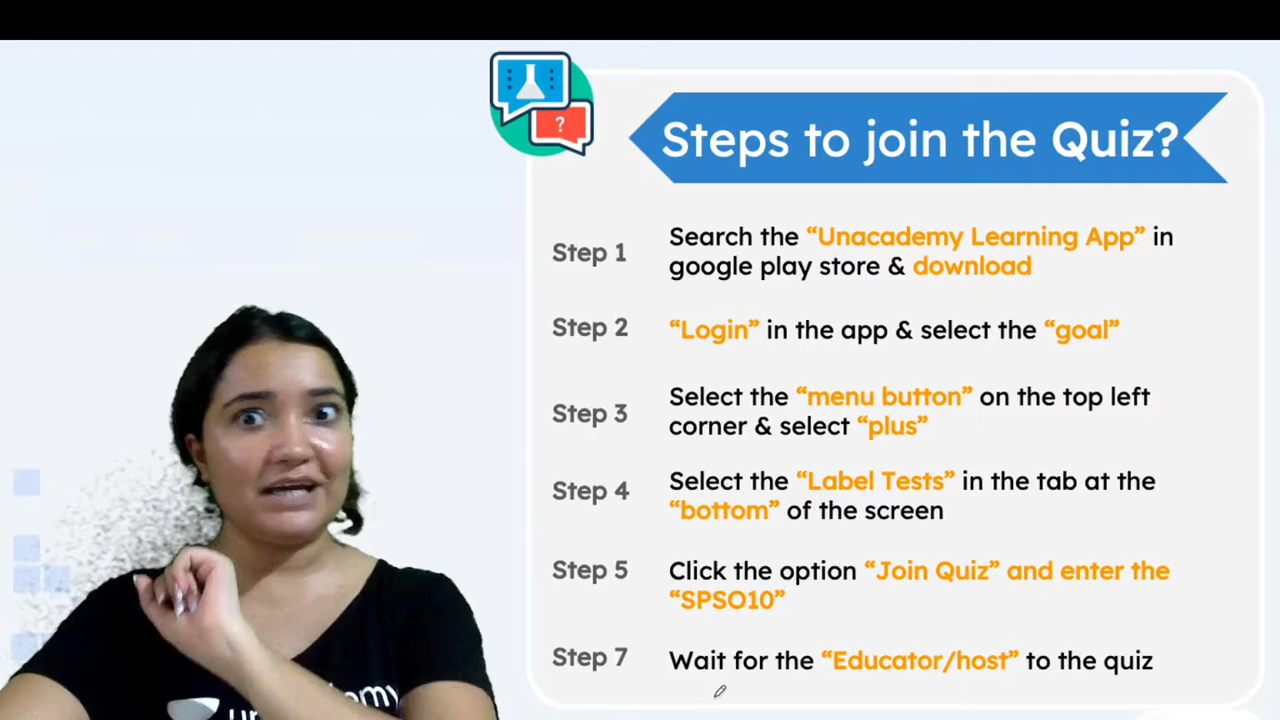 ?
Steps to join the Quiz?
Step 1
Search the “Unacademy Learning App” in
google play store & download
Step 2
“Login” in the app & select the “goal”
Step 3
Select the “menu button” on the top left
corner & select “plus”
Step 4
Select the “Label Tests” in the tab at the
“bottom” of the screen
Step 5
Click the option “Join Quiz” and enter the
“SPSO10”
Step 7
Wait for the “Educator/host” to the quiz